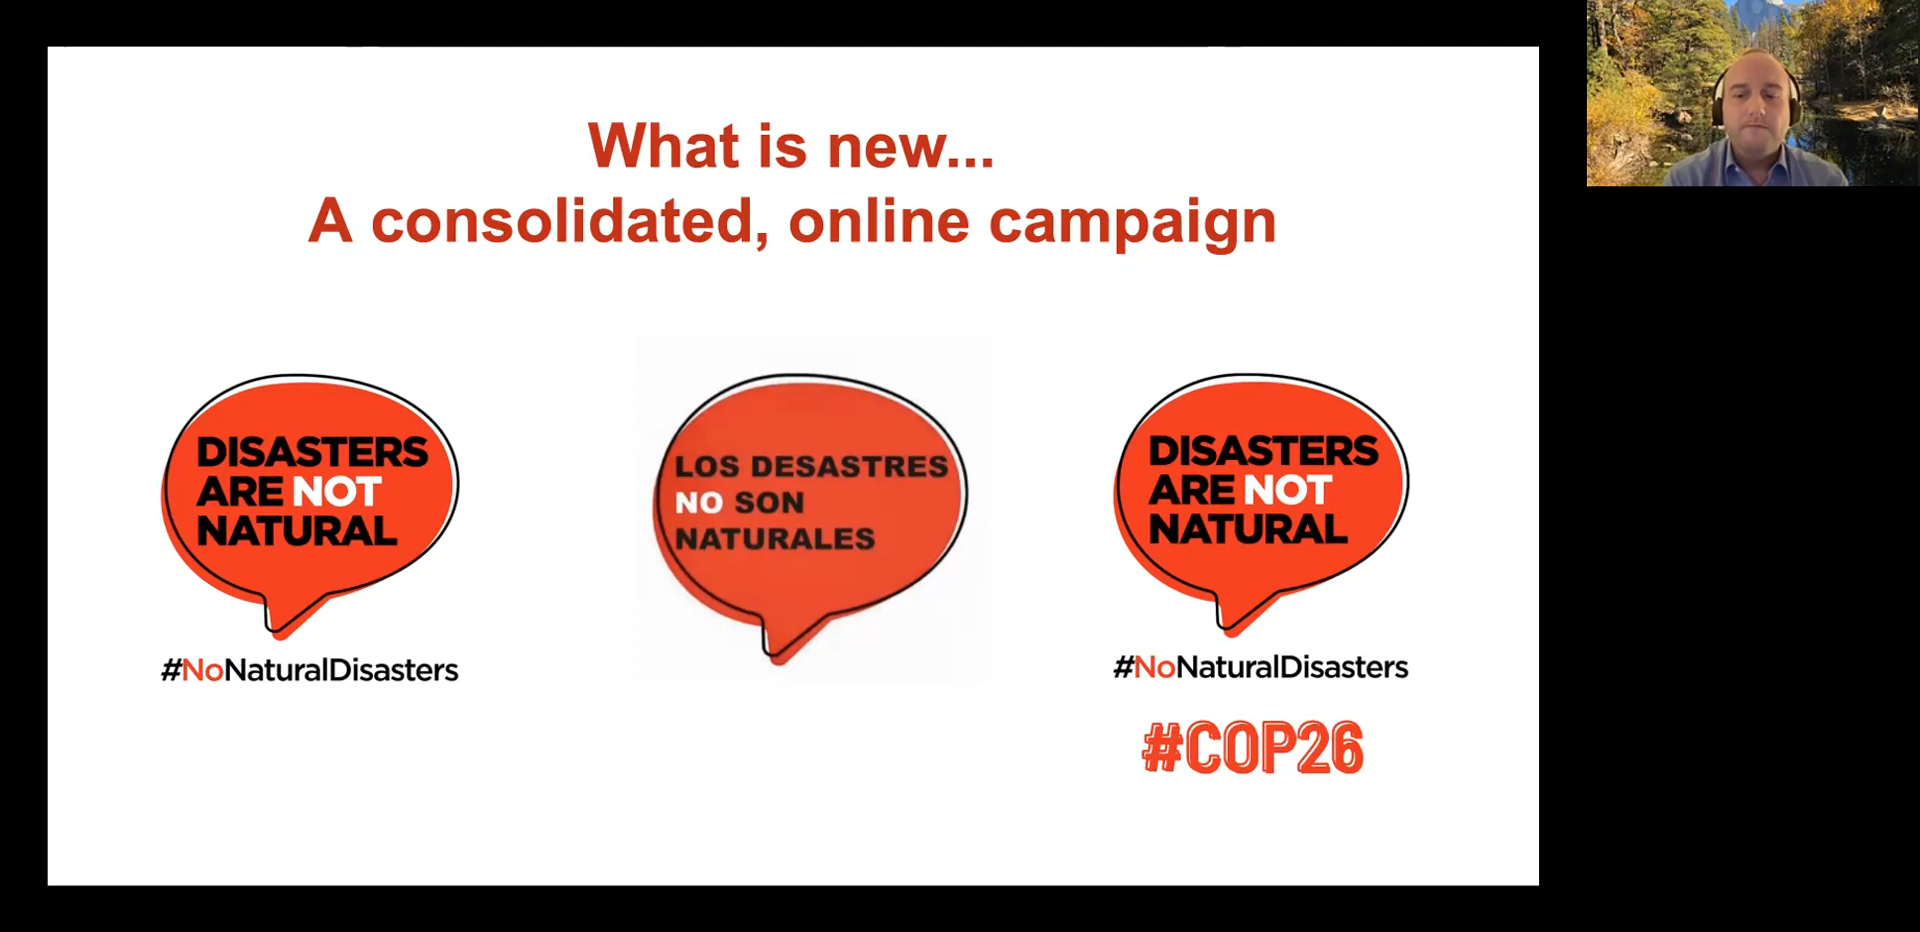 What is new...
A consolidated, online campaign
DISASTERS
ARE NOT
NATURAL
#NoNaturalDisasters
LOS DESASTRES
NO SON
NATURALES
DISASTERS
ARE NOT
NATURAL
#NoNaturalDisasters
#COP26